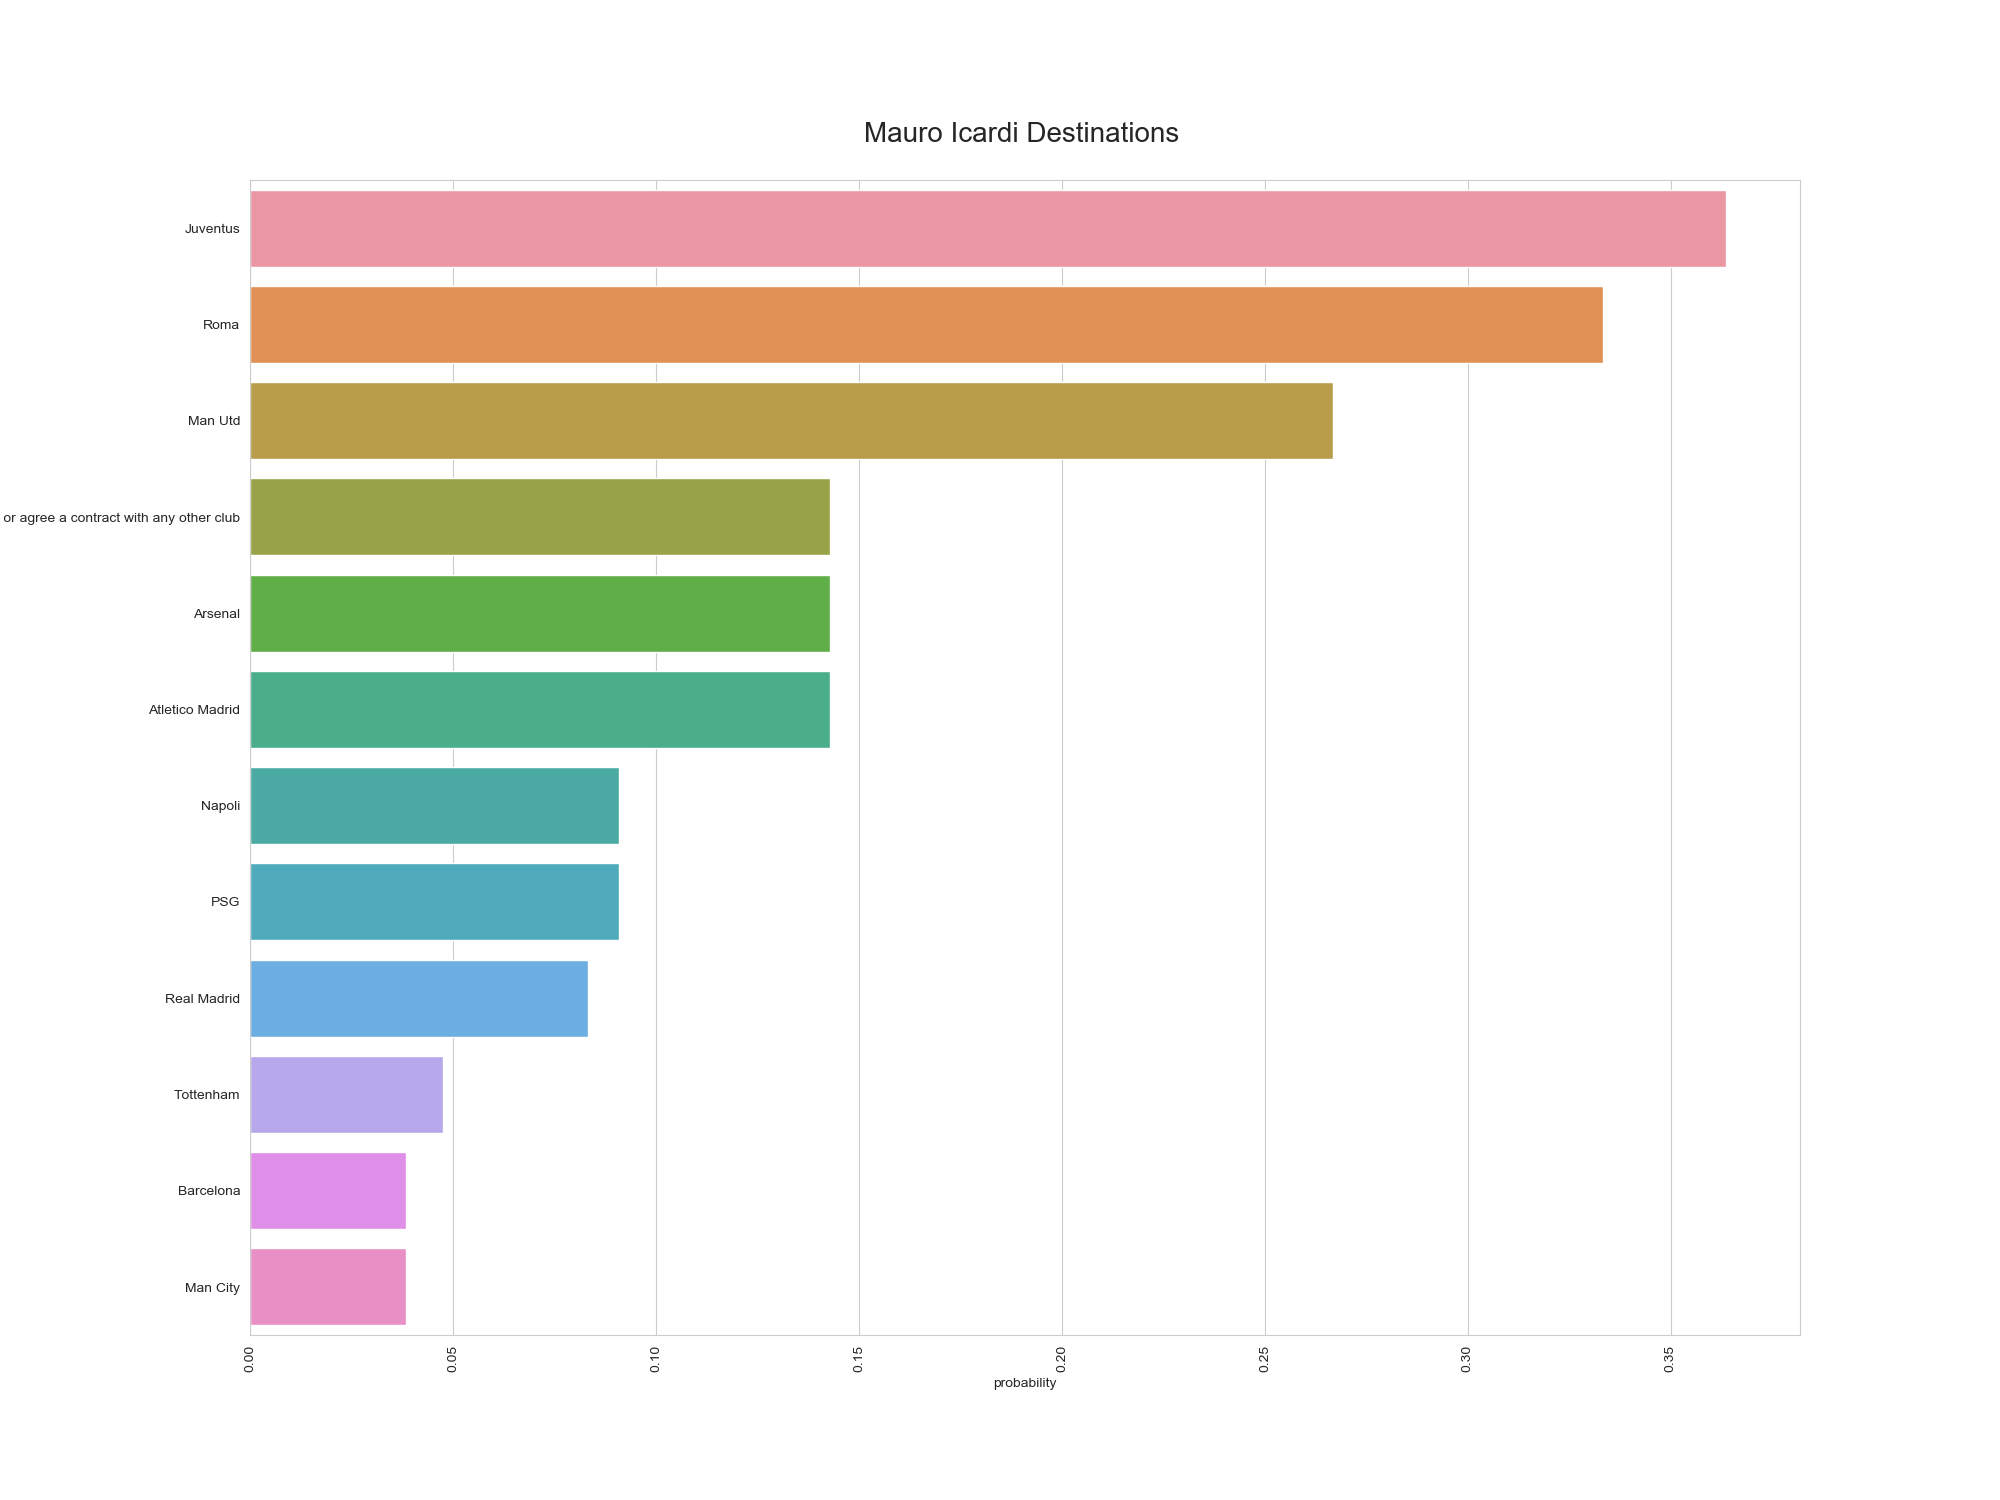 Mauro Icardi Destinations
Juventus
Roma
Man Utd
or agree a contract with any other club
Arsenal
Atletico Madrid
Napoli
PSG
Real Madrid
Tottenham
Barcelona
Man City
0.00
0.05
0.10
0.15
0.20
0.25
0.30
0.35
probability